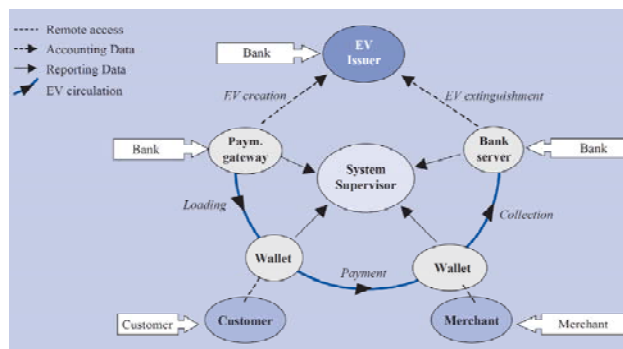 Remote access
Accounting Data
Reporting Data
EV circulation
Bank
EV
Issuer
EV creation
EV extinguishment
Bank
Paym.
gateway
System
Supervisor
Bank
server
Bank
Loading
Collection
Wallet
Payment
Wallet
Customer
Customer
Merchant
Merchant